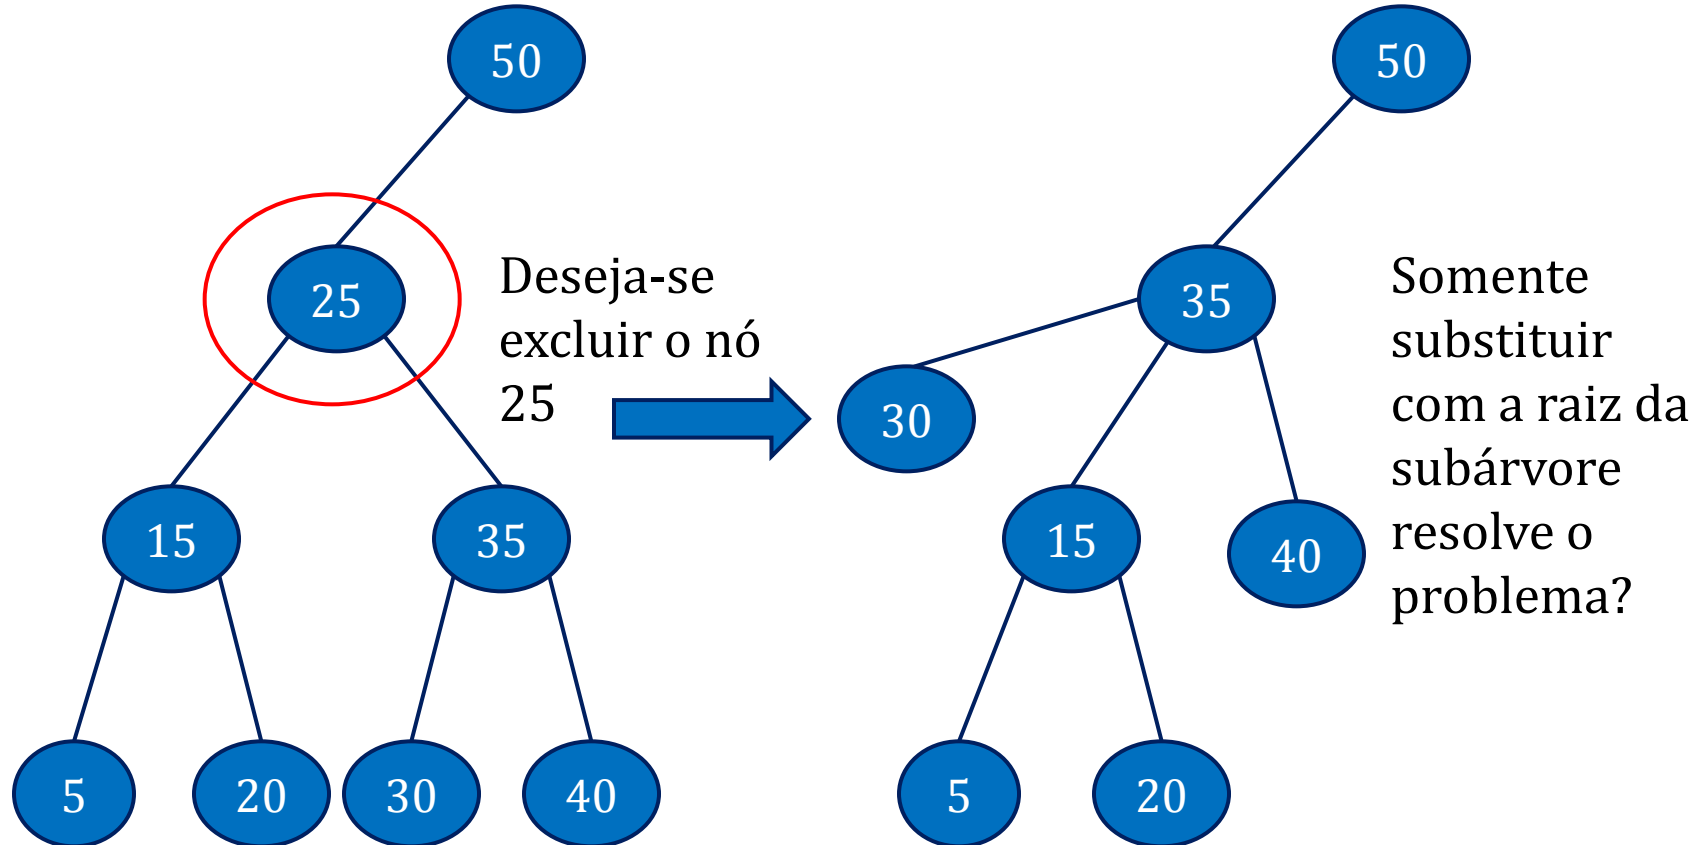 50
25
15
35
5
20
30
40
Deseja-se
excluir o nó
25
50
35
30
15
40
5
20
Somente
substituir
com a raiz da
subárvore
resolve o
problema?